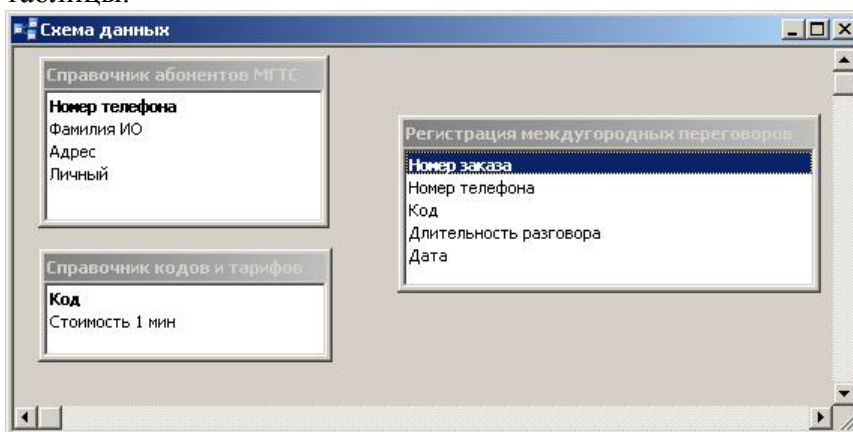 таблицы.
Схема данных
Справочник абонентов МГТС
Номер телефона
Фамилия ИО
Адрес
Личный
Регистрация междугородных переговоров
Номер заказа
Номер телефона
Код
Длительность разговора
Дата
Справочник кодов и тарифов
Код
Стоимость 1 мин